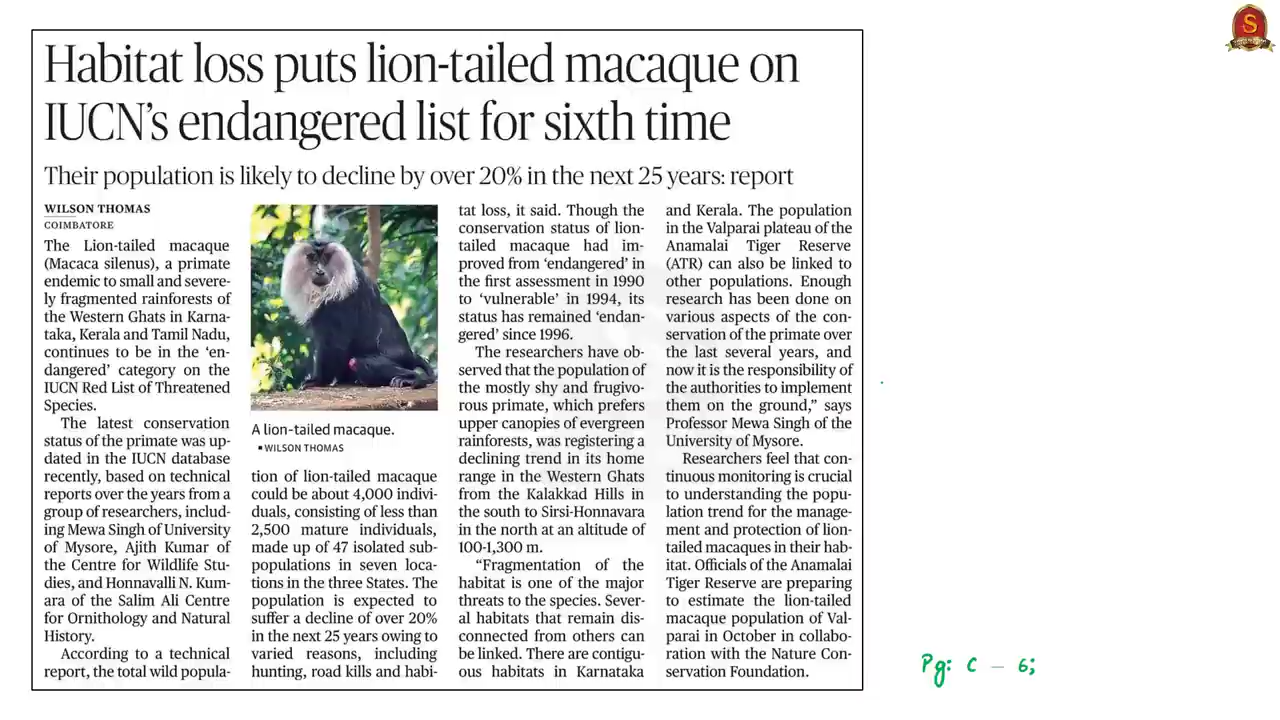 Habitat loss puts lion-tailed macaque on
IUCN's endangered list for sixth time
Their population is likely to decline by over 20% in the next 25 years: report
WILSON THOMAS
COIMBATORE
The Lion-tailed macaque
(Macaca silenus), a primate
endemic to small and severe-
ly fragmented rainforests of
the Western Ghats in Karna-
taka, Kerala and Tamil Nadu,
continues to be in the 'en-
dangered' category on the
IUCN Red List of Threatened
Species.
The latest conservation
status of the primate was up-
dated in the IUCN database
recently, based on technical
reports over the years from a
group of researchers, includ-
ing Mewa Singh of University
of Mysore, Ajith Kumar of
the Centre for Wildlife Stu-
dies, and Honnavalli N. Kum-
ara of the Salim Ali Centre
for Ornithology and Natural
History.
According to a technical
report, the total wild popula-
A lion-tailed macaque.
▪ WILSON THOMAS
tion of lion-tailed macaque
could be about 4,000 indivi-
duals, consisting of less than
2,500 mature individuals,
made up of 47 isolated sub-
populations in seven loca-
tions in the three States. The
population is expected to
suffer a decline of over 20%
in the next 25 years owing to
varied reasons, including
hunting, road kills and habi-
tat loss, it said. Though the
conservation status of lion-
tailed macaque had im-
proved from 'endangered' in
the first assessment in 1990
to 'vulnerable' in 1994, its
status has remained 'endan-
gered' since 1996.
The researchers have ob-
served that the population of
the mostly shy and frugivo-
rous primate, which prefers
upper canopies of evergreen
rainforests, was registering a
declining trend in its home
range in the Western Ghats
from the Kalakkad Hills in
the south to Sirsi-Honnavara
in the north at an altitude of
100-1,300 m.
"Fragmentation of the
habitat is one of the major
threats to the species. Sever-
al habitats that remain dis-
connected from others can
be linked. There are contigu-
ous habitats in Karnataka
and Kerala. The population
in the Valparai plateau of the
Anamalai Tiger Reserve
(ATR) can also be linked to
other populations. Enough
research has been done on
various aspects of the con-
servation of the primate over
the last several years, and
now it is the responsibility of
the authorities to implement
them on the ground," says
Professor Mewa Singh of the
University of Mysore.
Researchers feel that con-
tinuous monitoring is crucial
to understanding the popu-
lation trend for the manage-
ment and protection of lion-
tailed macaques in their hab-
itat. Officials of the Anamalai
Tiger Reserve are preparing
to estimate the lion-tailed
macaque population of Val-
parai in October in collabo-
ration with the Nature Con-
servation Foundation.
Pg: C - 6;
S